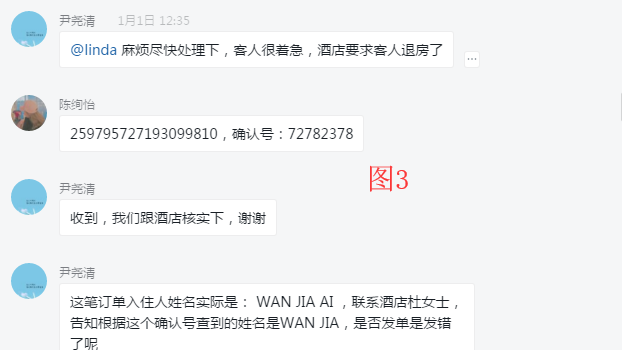 尹尧清 1月1日 12:35
@linda 麻烦尽快处理下，客人很着急，酒店要求客人退房了
陈绚怡
259795727193099810，确认号：72782378
图3
尹尧清
收到，我们跟酒店核实下，谢谢
尹尧清
这笔订单入住人姓名实际是： WAN JIA AI ，联系酒店杜女士，
告知根据这个确认号查到的姓名是WAN JIA，是否发单是发错
了呢